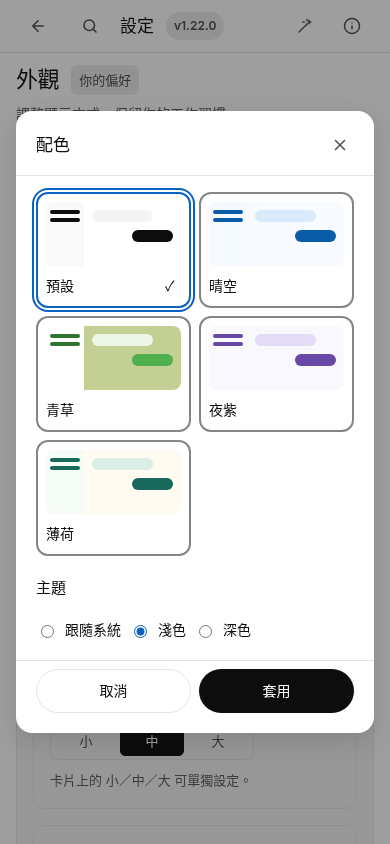 設定 v1.22.0
外觀 你的偏好
配色
預設
晴空
青草
夜紫
薄荷
主題
跟隨系統 淺色 深色
取消 套用
小 中 大
卡片上的 小／中／大 可單獨設定。